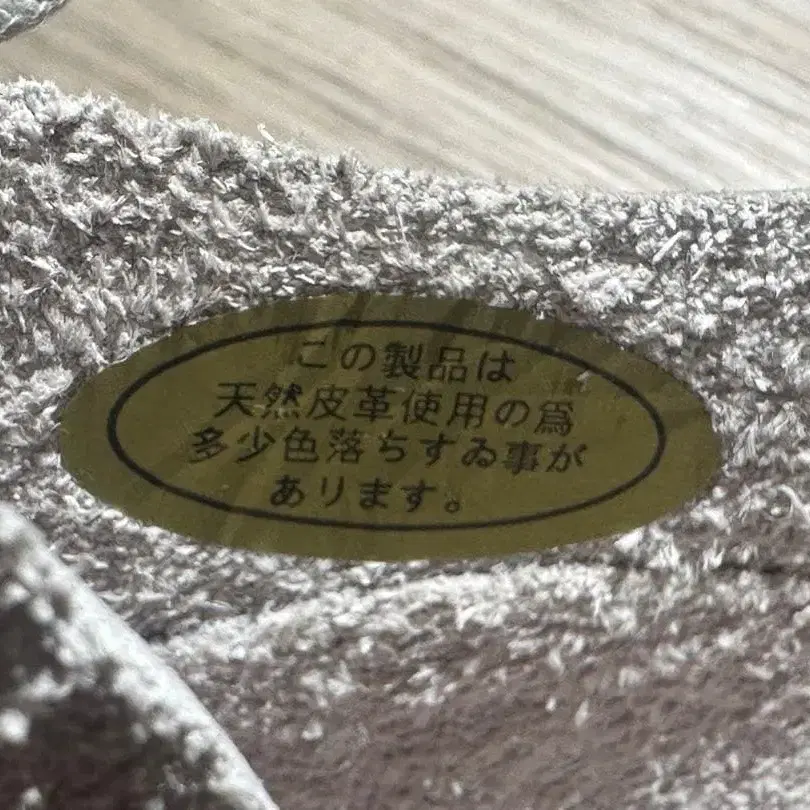 この製品は
天然皮革使用の爲
多少色落ちすゐ事が
あります。